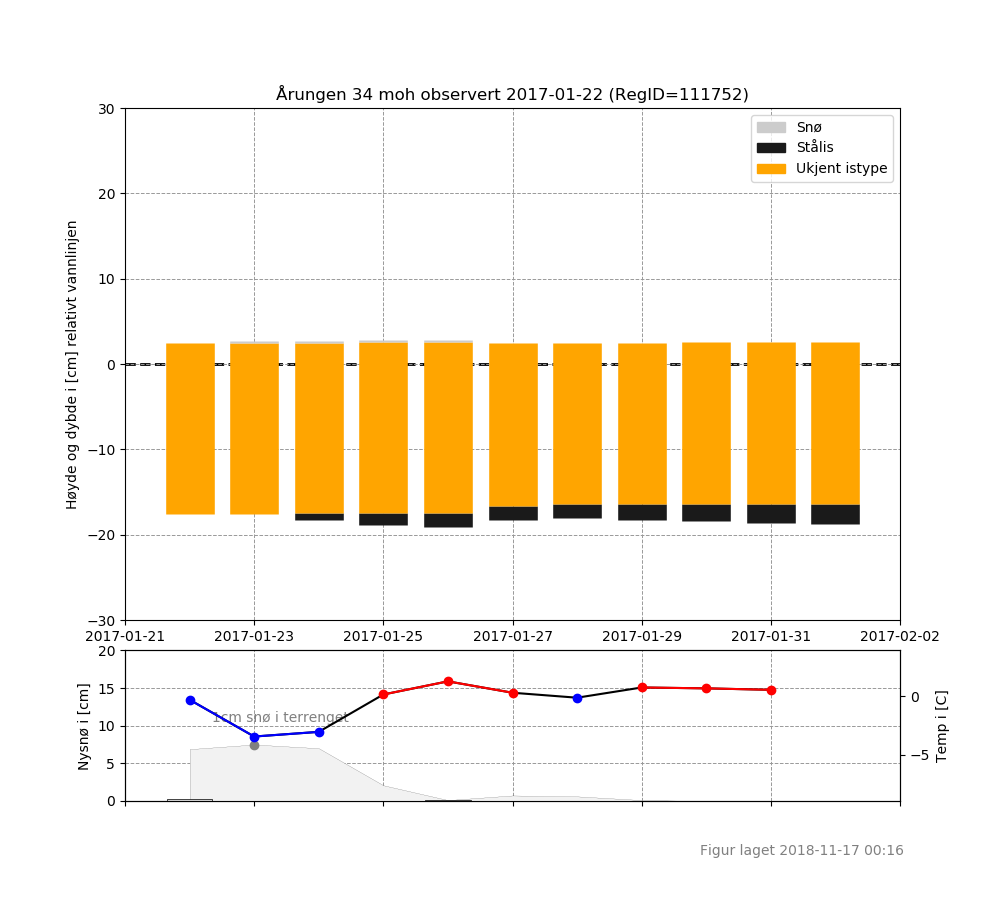 Årungen 34 moh observert 2017-01-22 (RegID=111752)
Snø
Stålis
Ukjent istype
Høyde og dybde i [cm] relativt vannlinjen
30
20
10
0
−10
−20
−30
2017-01-21 2017-01-23 2017-01-25 2017-01-27 2017-01-29 2017-01-31 2017-02-02
Nysnø i [cm]
20
15
10
5
0
1cm snø i terrenget
0
−5
Temp i [C]
Figur laget 2018-11-17 00:16